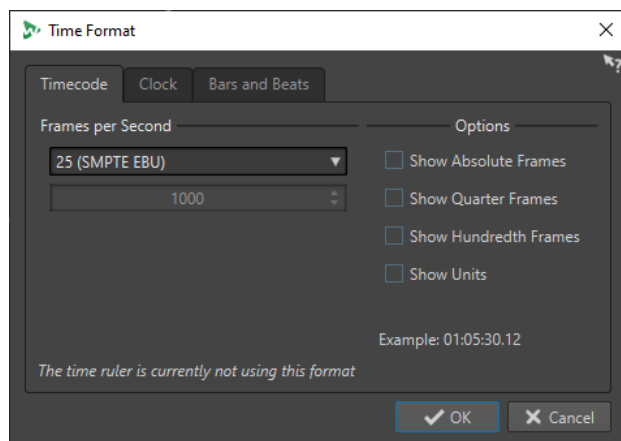 Time Format
Timecode
Clock
Bars and Beats
Frames per Second
25 (SMPTE EBU)
1000
Options
Show Absolute Frames
Show Quarter Frames
Show Hundredth Frames
Show Units
Example: 01:05:30.12
The time ruler is currently not using this format
OK
Cancel